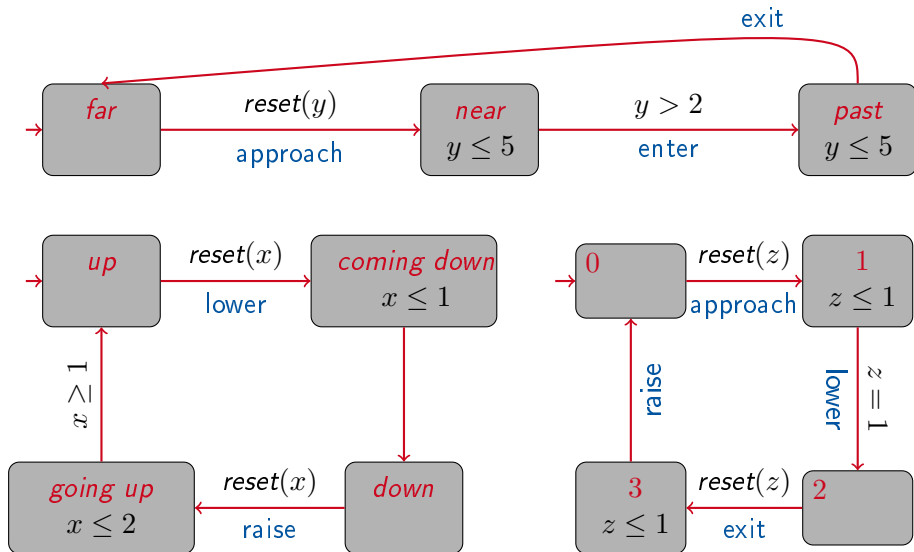 exit
far
reset(y)
approach
near
y ≤ 5
y > 2
enter
past
y ≤ 5
up
reset(x)
lower
coming down
x ≤ 1
0
reset(z)
approach
1
z ≤ 1
x ≥ 1
raise
lower
z = 1
going up
x ≤ 2
reset(x)
raise
down
3
z ≤ 1
reset(z)
exit
2